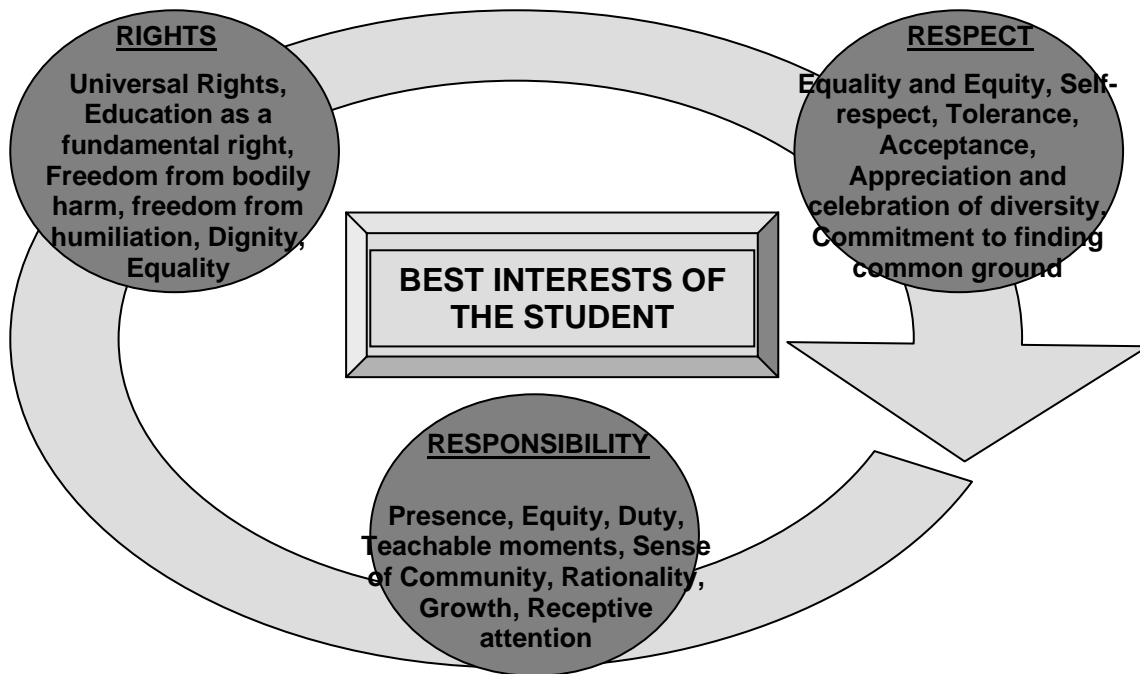 RIGHTS
Universal Rights,
Education as a
fundamental right,
Freedom from bodily
harm, freedom from
humiliation, Dignity,
Equality
RESPECT
Equality and Equity, Self-
respect, Tolerance,
Acceptance,
Appreciation and
celebration of diversity,
Commitment to finding
common ground
BEST INTERESTS OF
THE STUDENT
RESPONSIBILITY
Presence, Equity, Duty,
Teachable moments, Sense
of Community, Rationality,
Growth, Receptive
attention